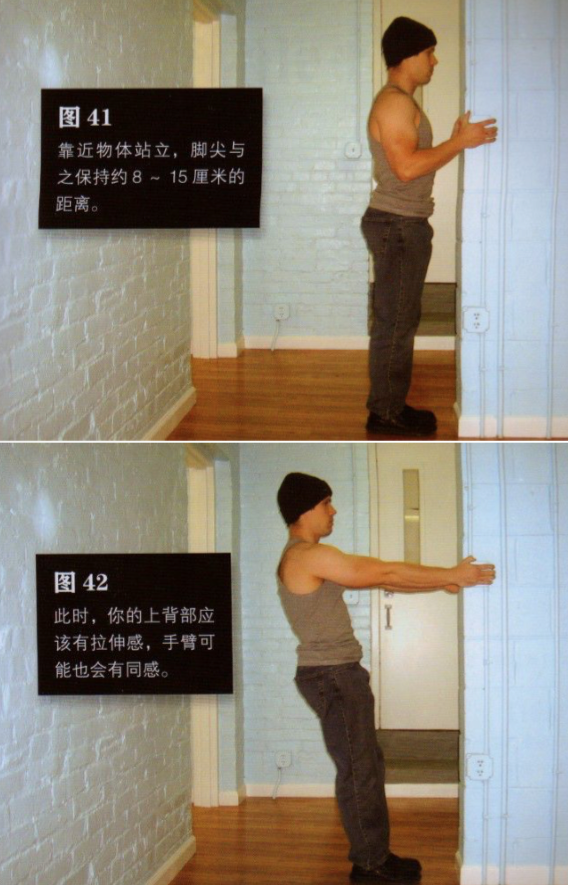 图 41
靠近物体站立，脚尖与
之保持约 8 ~ 15 厘米的
距离。
图 42
此时，你的上背部应
该有拉伸感，手臂可
能也会有同感。